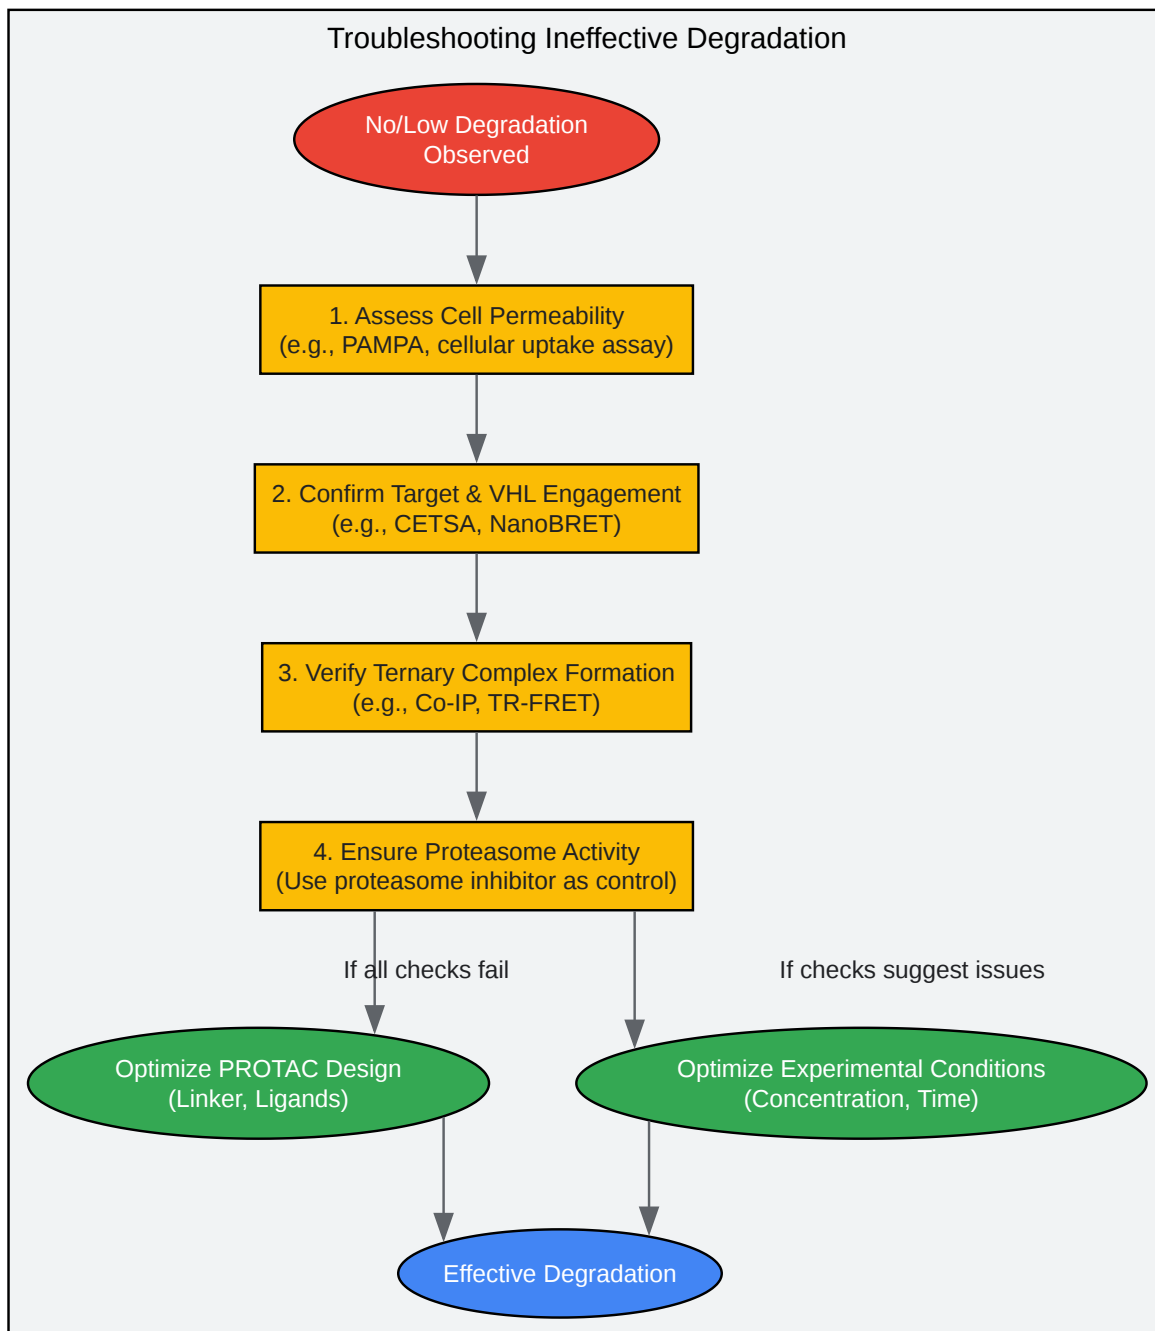 Troubleshooting Ineffective Degradation
No/Low Degradation
Observed
1. Assess Cell Permeability
(e.g., PAMPA, cellular uptake assay)
2. Confirm Target & VHL Engagement
(e.g., CETSA, NanoBRET)
3. Verify Ternary Complex Formation
(e.g., Co-IP, TR-FRET)
4. Ensure Proteasome Activity
(Use proteasome inhibitor as control)
If all checks fail
If checks suggest issues
Optimize PROTAC Design
(Linker, Ligands)
Optimize Experimental Conditions
(Concentration, Time)
Effective Degradation